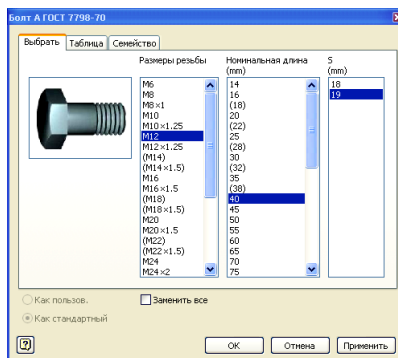 Болт А ГОСТ 7798-70
Выбрать Таблица Семейство
Размеры резьбы Номинальная длина S
(mm) (mm)
M6 14 18
M8 16 19
M8×1 (18)
M10 20
M10×1.25 (22)
M12 25
M12×1.25 (28)
(M14) 30
(M14×1.5) (32)
M16 35
M16×1.5 (38)
(M18) 40
(M18×1.5) 45
M20 50
M20×1.5 55
(M22) 60
(M22×1.5) 65
M24 70
M24×2 75
Как пользов. Заменить все
Как стандартный
? ОК Отмена Применить